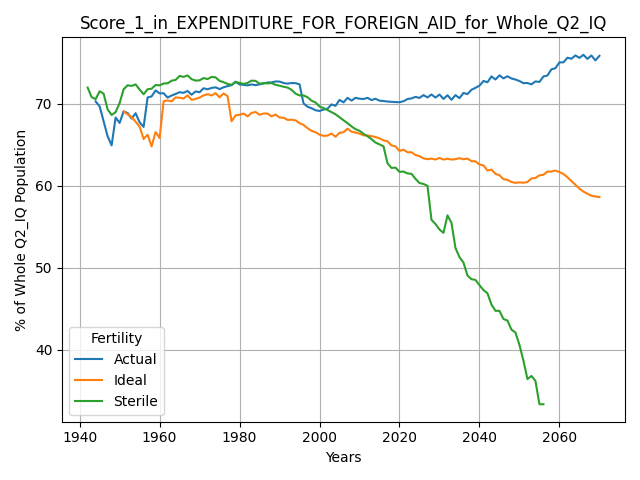 Score_1_in_EXPENDITURE_FOR_FOREIGN_AID_for_Whole_Q2_IQ
% of Whole Q2_IQ Population
70
60
50
40
Fertility
Actual
Ideal
Sterile
1940
1960
1980
2000
2020
2040
2060
Years